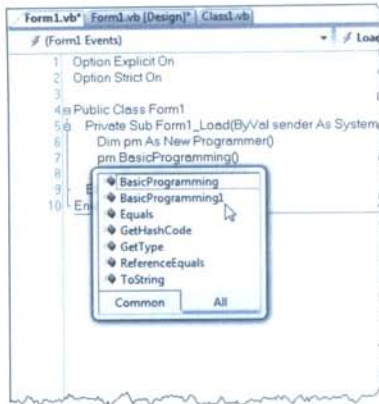 Form1.vb* Form1.vb [Design]* Class1.vb
(Form1 Events) Load
1 Option Explicit On
2 Option Strict On
3
4 Public Class Form1
5 Private Sub Form1_Load(ByVal sender As System
6 Dim pm As New Programmer()
7 pm BasicProgramming()
8
BasicProgramming
9 E
BasicProgramming1
10 En
Equals
GetHashCode
GetType
ReferenceEquals
ToString
Common All